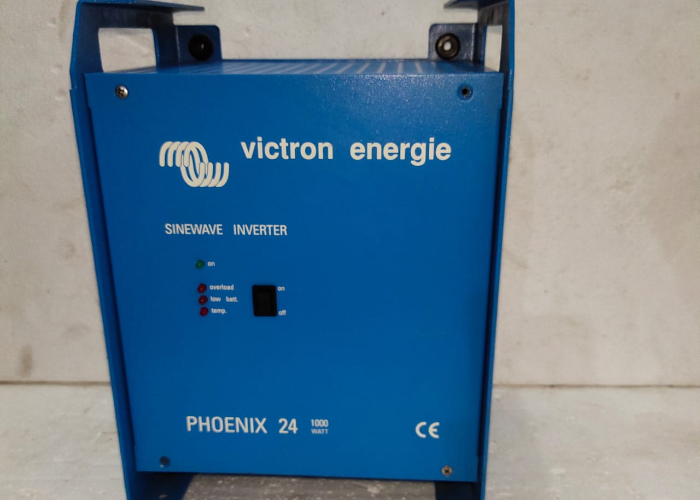 victron energie
SINEWAVE INVERTER
on
overload
low batt.
temp.
on
off
PHOENIX 24 1000 WATT
CE